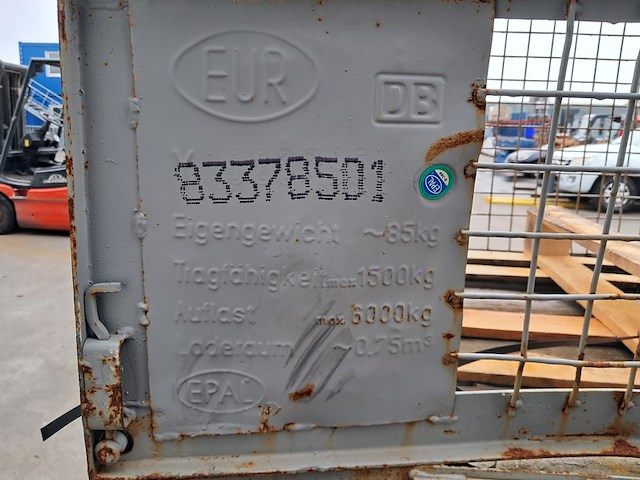 EUR
DB
83378501
Eigengewicht ~85kg
Tragfähigkeit max 1500kg
Auflast max 6000kg
Laderaum ~0.75m³
EPAL